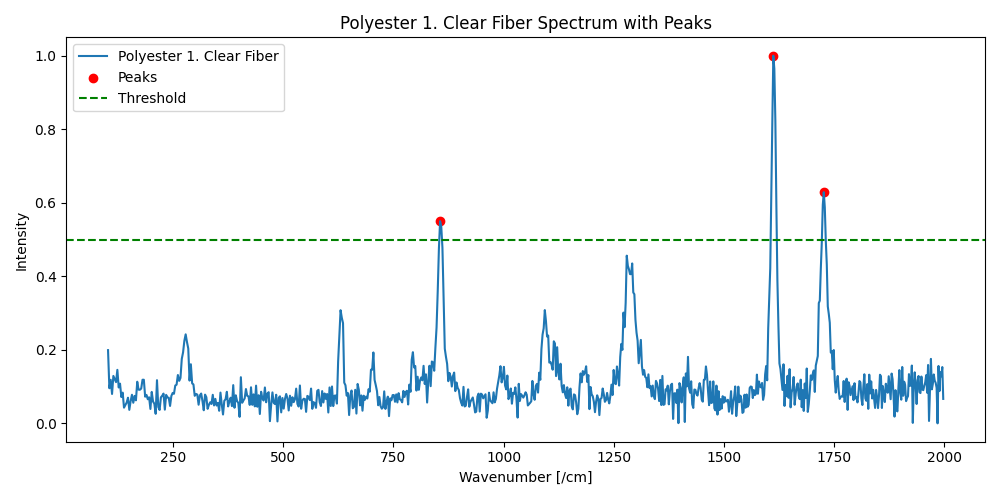 Polyester 1. Clear Fiber Spectrum with Peaks
Polyester 1. Clear Fiber
Peaks
Threshold
Intensity
1.0
0.8
0.6
0.4
0.2
0.0
250 500 750 1000 1250 1500 1750 2000
Wavenumber [/cm]